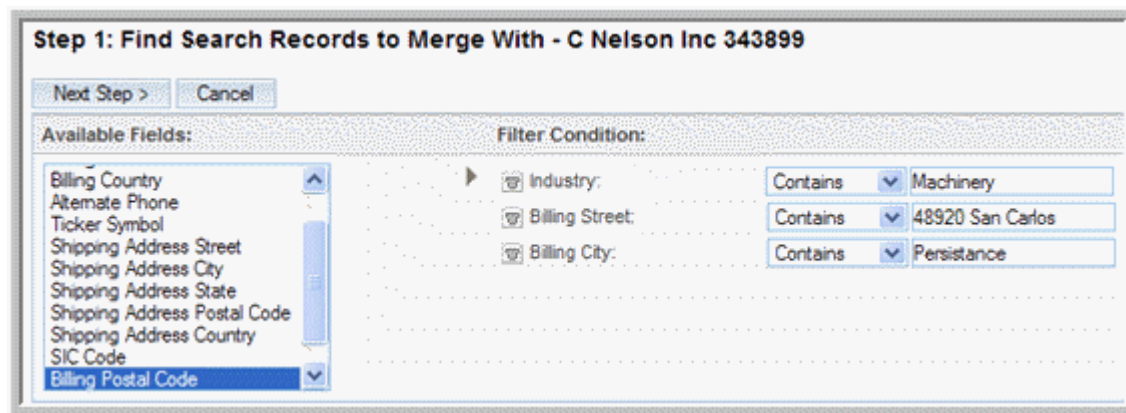 Step 1: Find Search Records to Merge With - C Nelson Inc 343899
Next Step > Cancel
Available Fields: Filter Condition:
Billing Country
Alternate Phone
Ticker Symbol
Shipping Address Street
Shipping Address City
Shipping Address State
Shipping Address Postal Code
Shipping Address Country
SIC Code
Billing Postal Code
Industry: Contains Machinery
Billing Street: Contains 48920 San Carlos
Billing City: Contains Persistance